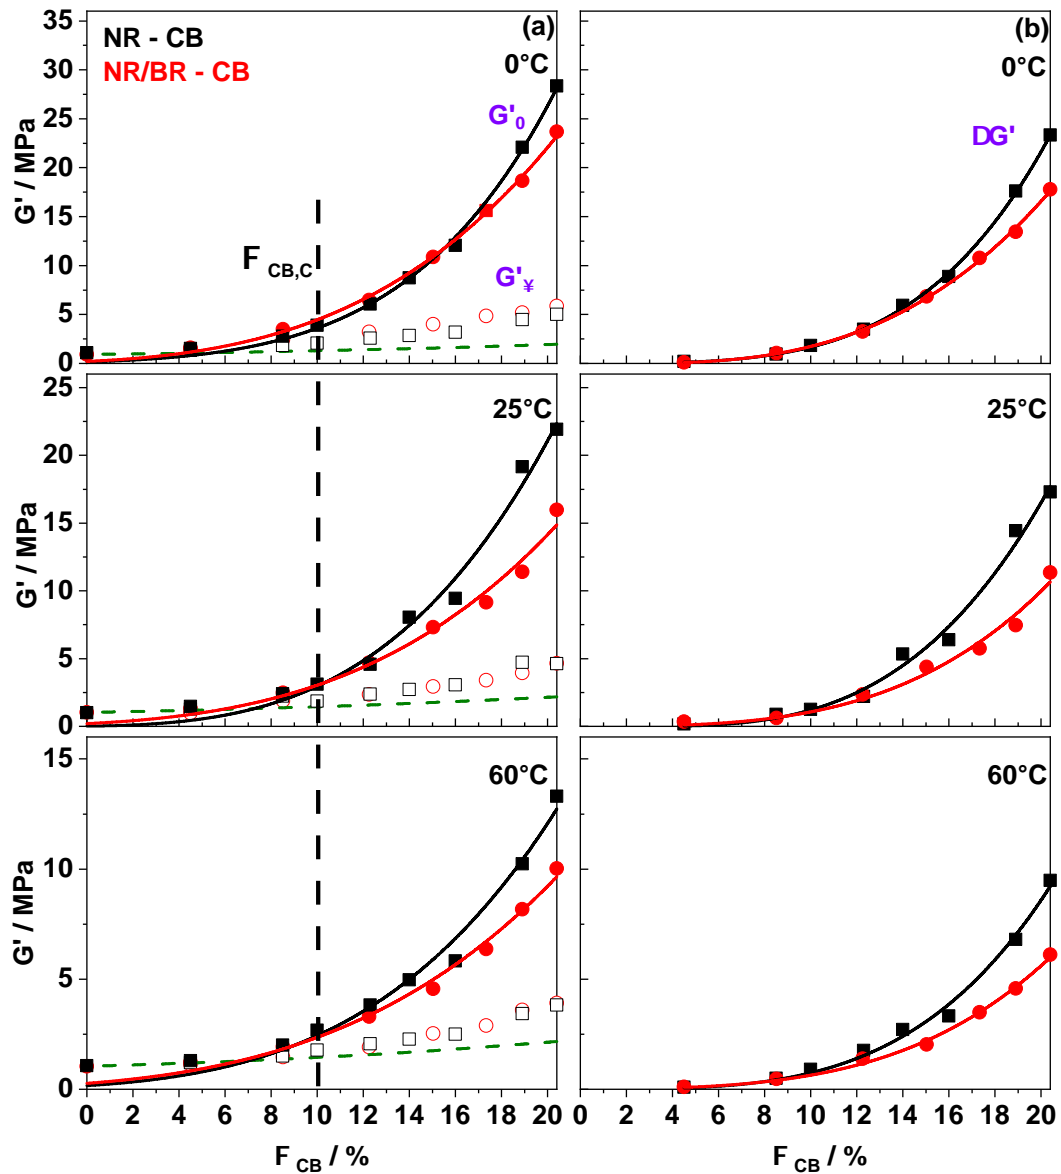 (a)
NR - CB
NR/BR - CB
0°C
G'0
F CB,C
G'¥
G' / MPa
35
30
25
20
15
10
5
0
(b)
0°C
DG'
25°C
G' / MPa
25
20
15
10
5
0
25°C
60°C
G' / MPa
15
10
5
0
60°C
0 2 4 6 8 10 12 14 16 18 20
F CB / %
0 2 4 6 8 10 12 14 16 18 20
F CB / %